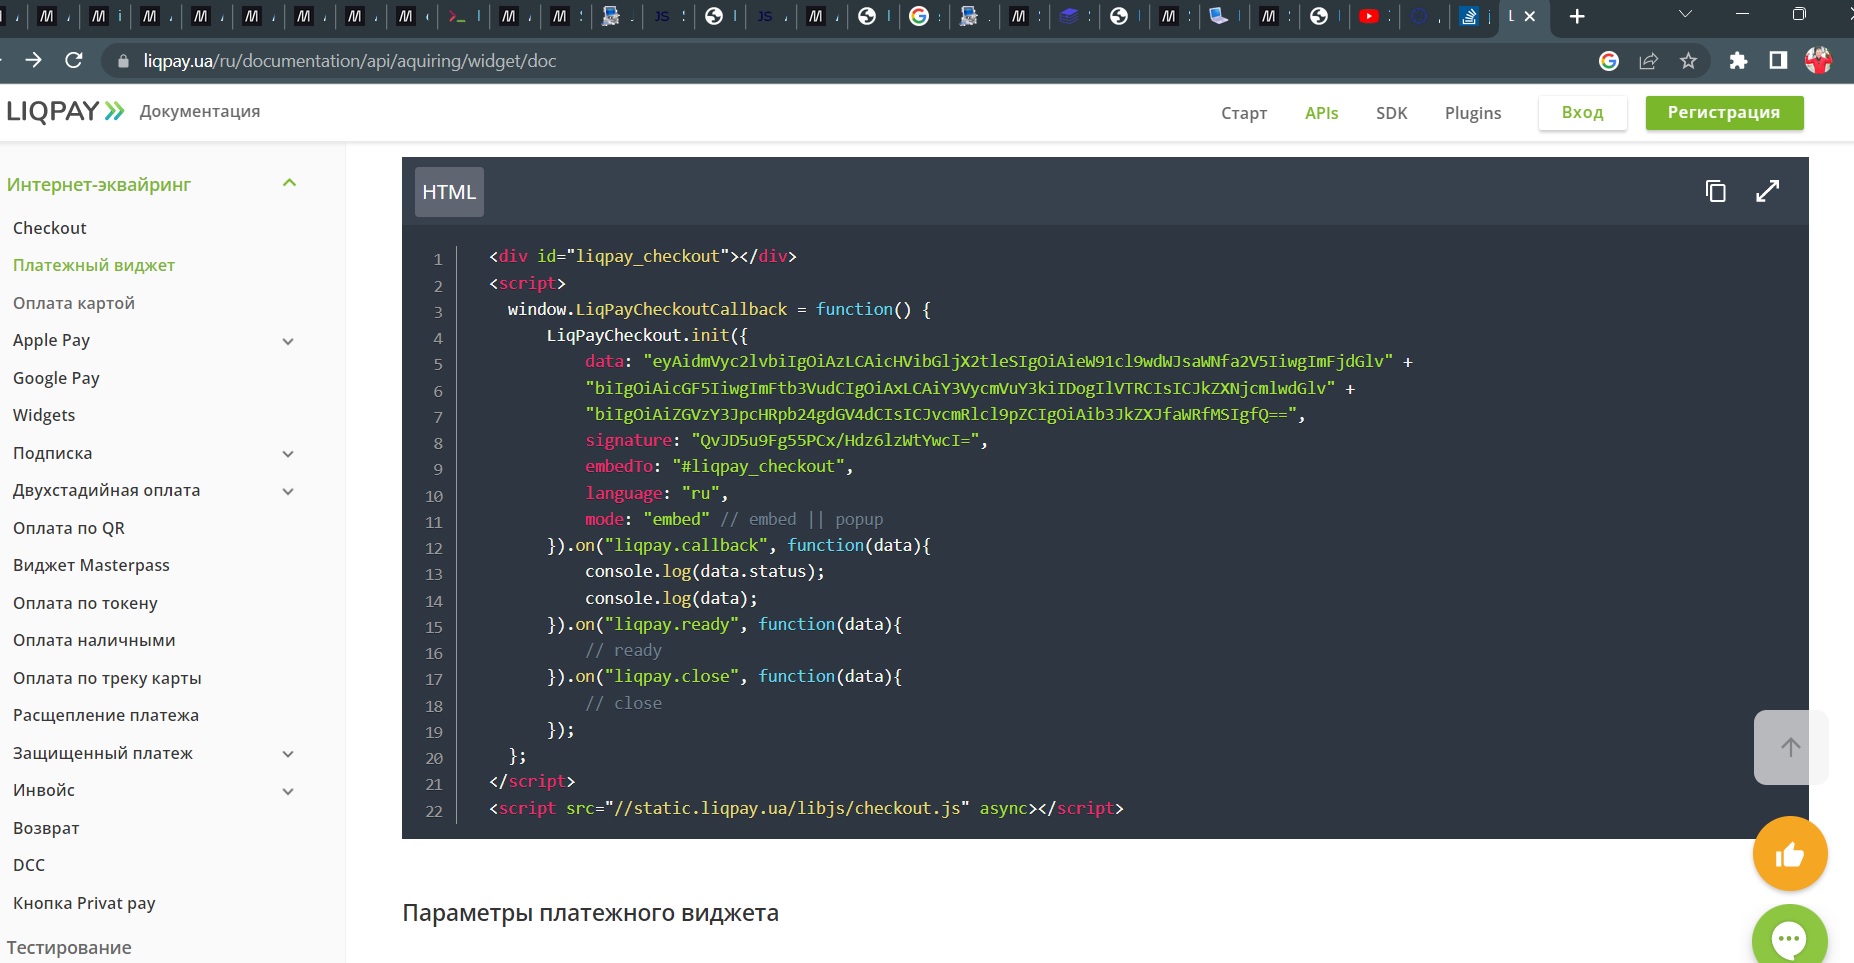 liqpay.ua/ru/documentation/api/aquiring/widget/doc
LIQPAY Документация
Старт APIs SDK Plugins Вход Регистрация
Интернет-эквайринг
Checkout
Платежный виджет
Оплата картой
Apple Pay
Google Pay
Widgets
Подписка
Двухстадийная оплата
Оплата по QR
Виджет Masterpass
Оплата по токену
Оплата наличными
Оплата по треку карты
Расщепление платежа
Защищенный платеж
Инвойс
Возврат
DCC
Кнопка Privat pay
Тестирование
HTML
1 <div id="liqpay_checkout"></div>
2 <script>
3 window.LiqPayCheckoutCallback = function() {
4 LiqPayCheckout.init({
5 data: "eyAidmVyc2lvbiIgOiAzLCAicHVibGljX2tleSIgOiAieW91cl9wdWJsaWNfa2V5IiwgImFjdGlv" +
6 "biIgOiAicGF5IiwgImFtb3VudCIgOiAxLCAiY3VycmVuY3kiIDogIlVTRCIsICJkZXNjcmlwdGlv" +
7 "biIgOiAiZGVzY3JpcHRpb24gdGV4dCIsICJvcmRlcl9pZCIgOiAib3JkZXJfaWRfMSIgfQ==",
8 signature: "QvJD5u9Fg55PCx/Hdz6lzWtYwcI=",
9 embedTo: "#liqpay_checkout",
10 language: "ru",
11 mode: "embed" // embed || popup
12 }).on("liqpay.callback", function(data){
13 console.log(data.status);
14 console.log(data);
15 }).on("liqpay.ready", function(data){
16 // ready
17 }).on("liqpay.close", function(data){
18 // close
19 });
20 };
21 </script>
22 <script src="//static.liqpay.ua/libjs/checkout.js" async></script>
Параметры платежного виджета